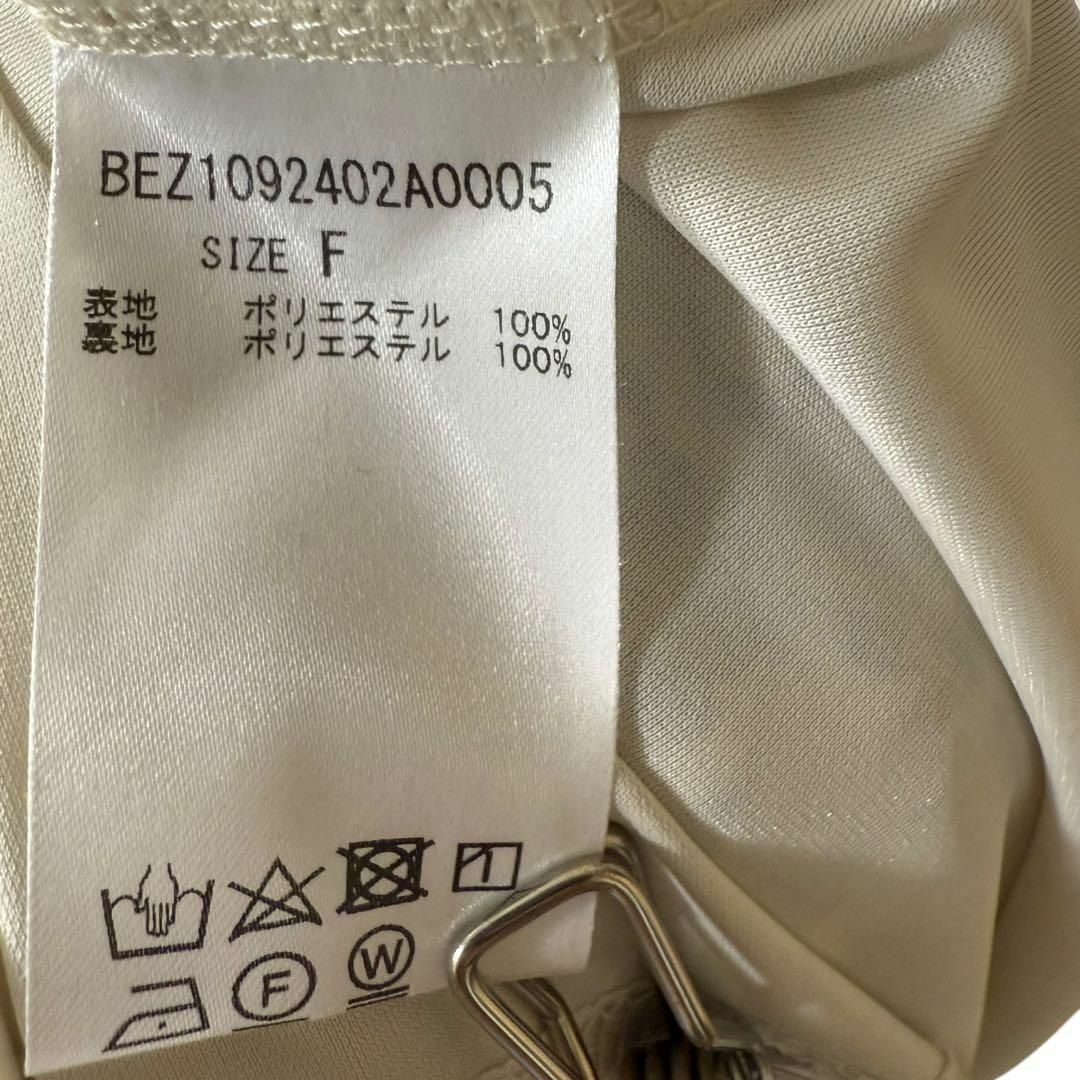 BEZ1092402A0005
SIZE F
表地 ポリエステル 100%
裏地 ポリエステル 100%
F
W